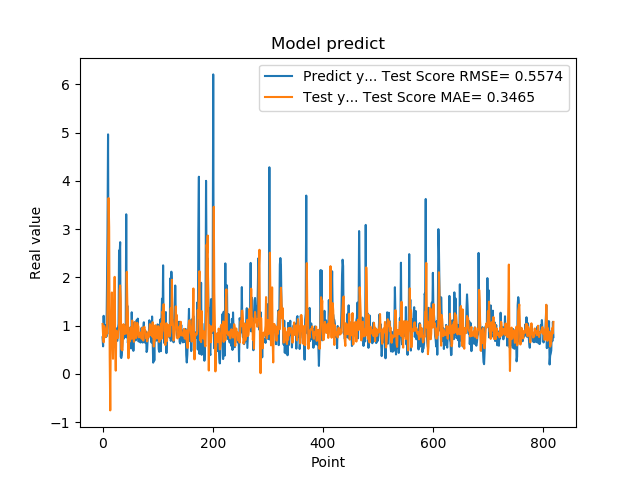 Model predict
Predict y... Test Score RMSE= 0.5574
Test y... Test Score MAE= 0.3465
Real value
6
5
4
3
2
1
0
−1
0 200 400 600 800
Point